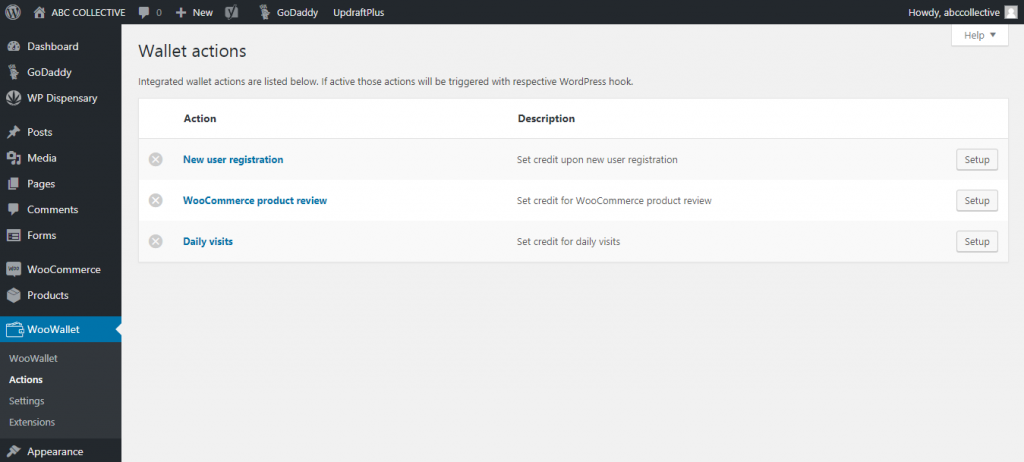 ABC COLLECTIVE 0 New GoDaddy UpdraftPlus Howdy, abccollective
Help
Dashboard
GoDaddy
WP Dispensary
Posts
Media
Pages
Comments
Forms
WooCommerce
Products
WooWallet
WooWallet
Actions
Settings
Extensions
Appearance
Wallet actions
Integrated wallet actions are listed below. If active those actions will be triggered with respective WordPress hook.
Action Description
New user registration Set credit upon new user registration Setup
WooCommerce product review Set credit for WooCommerce product review Setup
Daily visits Set credit for daily visits Setup